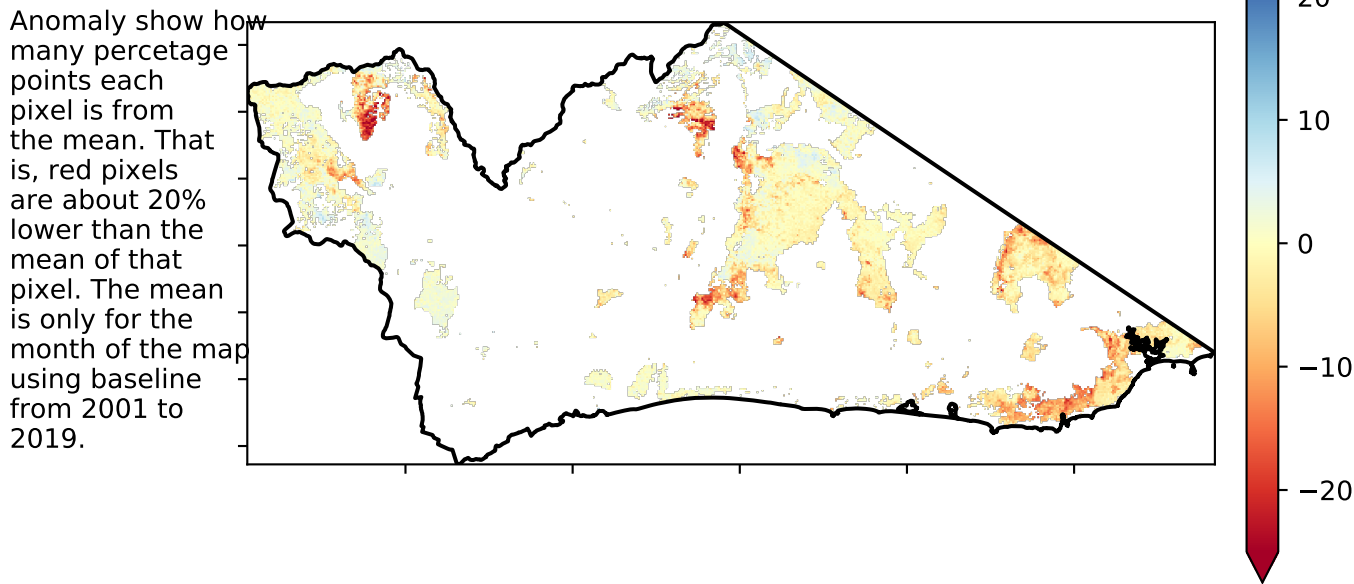 Anomaly show how
many percetage
points each
pixel is from
the mean. That
is, red pixels
are about 20%
lower than the
mean of that
pixel. The mean
is only for the
month of the map
using baseline
from 2001 to
2019.
20
10
0
−10
−20